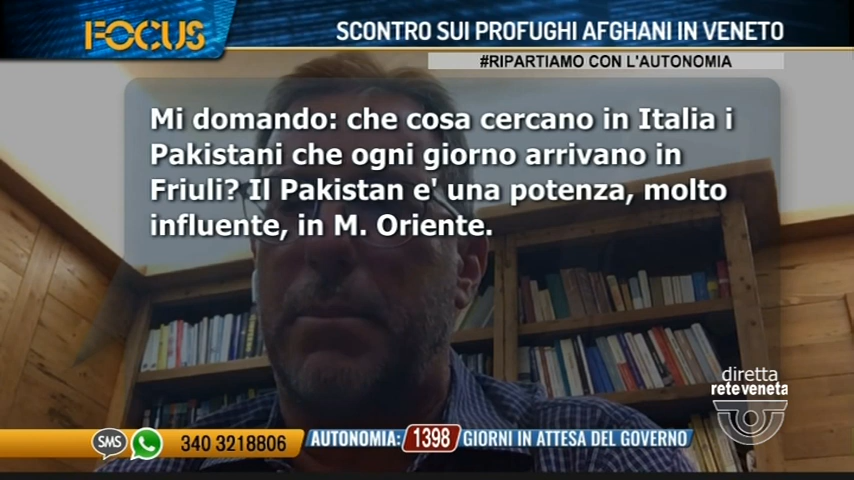 FOCUS
SCONTRO SUI PROFUGHI AFGHANI IN VENETO
#RIPARTIAMO CON L'AUTONOMIA
Mi domando: che cosa cercano in Italia i
Pakistani che ogni giorno arrivano in
Friuli? Il Pakistan e' una potenza, molto
influente, in M. Oriente.
diretta
reteveneta
SMS 340 3218806 AUTONOMIA: 1398 GIORNI IN ATTESA DEL GOVERNO